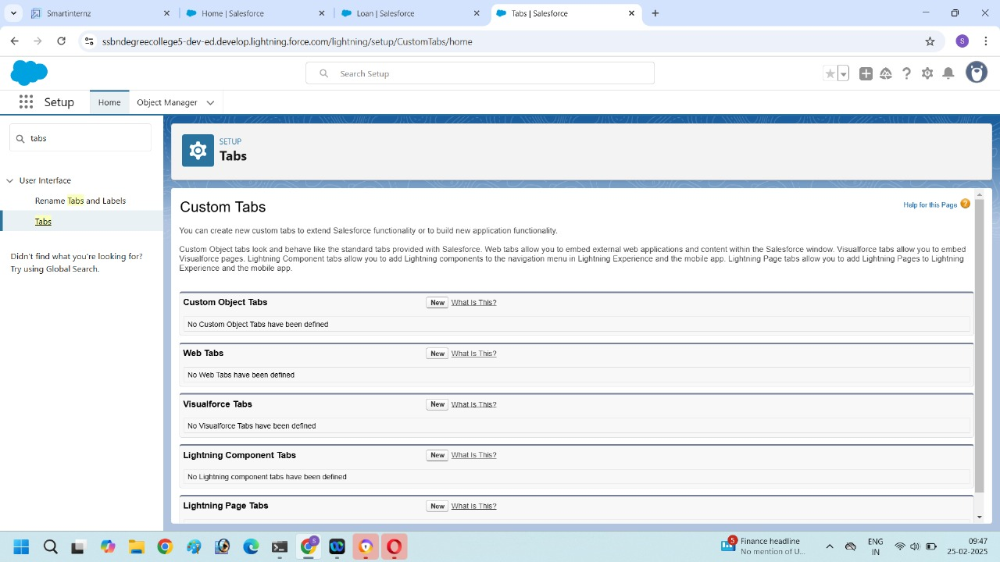 Smartinternz
Home | Salesforce
Loan | Salesforce
Tabs | Salesforce
ssbndegreecollege5-dev-ed.develop.lightning.force.com/lightning/setup/CustomTabs/home
S
Search Setup
Setup
Home
Object Manager
tabs
User Interface
Rename Tabs and Labels
Tabs
Didn't find what you're looking for?
Try using Global Search.
SETUP
Tabs
Custom Tabs
Help for this Page
You can create new custom tabs to extend Salesforce functionality or to build new application functionality.
Custom Object tabs look and behave like the standard tabs provided with Salesforce. Web tabs allow you to embed external web applications and content within the Salesforce window. Visualforce tabs allow you to embed
Visualforce pages. Lightning Component tabs allow you to add Lightning components to the navigation menu in Lightning Experience and the mobile app. Lightning Page tabs allow you to add Lightning Pages to Lightning
Experience and the mobile app.
Custom Object Tabs New What Is This?
No Custom Object Tabs have been defined
Web Tabs New What Is This?
No Web Tabs have been defined
Visualforce Tabs New What Is This?
No Visualforce Tabs have been defined
Lightning Component Tabs New What Is This?
No Lightning component tabs have been defined
Lightning Page Tabs New What Is This?
5
Finance headline
No mention of U...
ENG
IN
09:47
25-02-2025